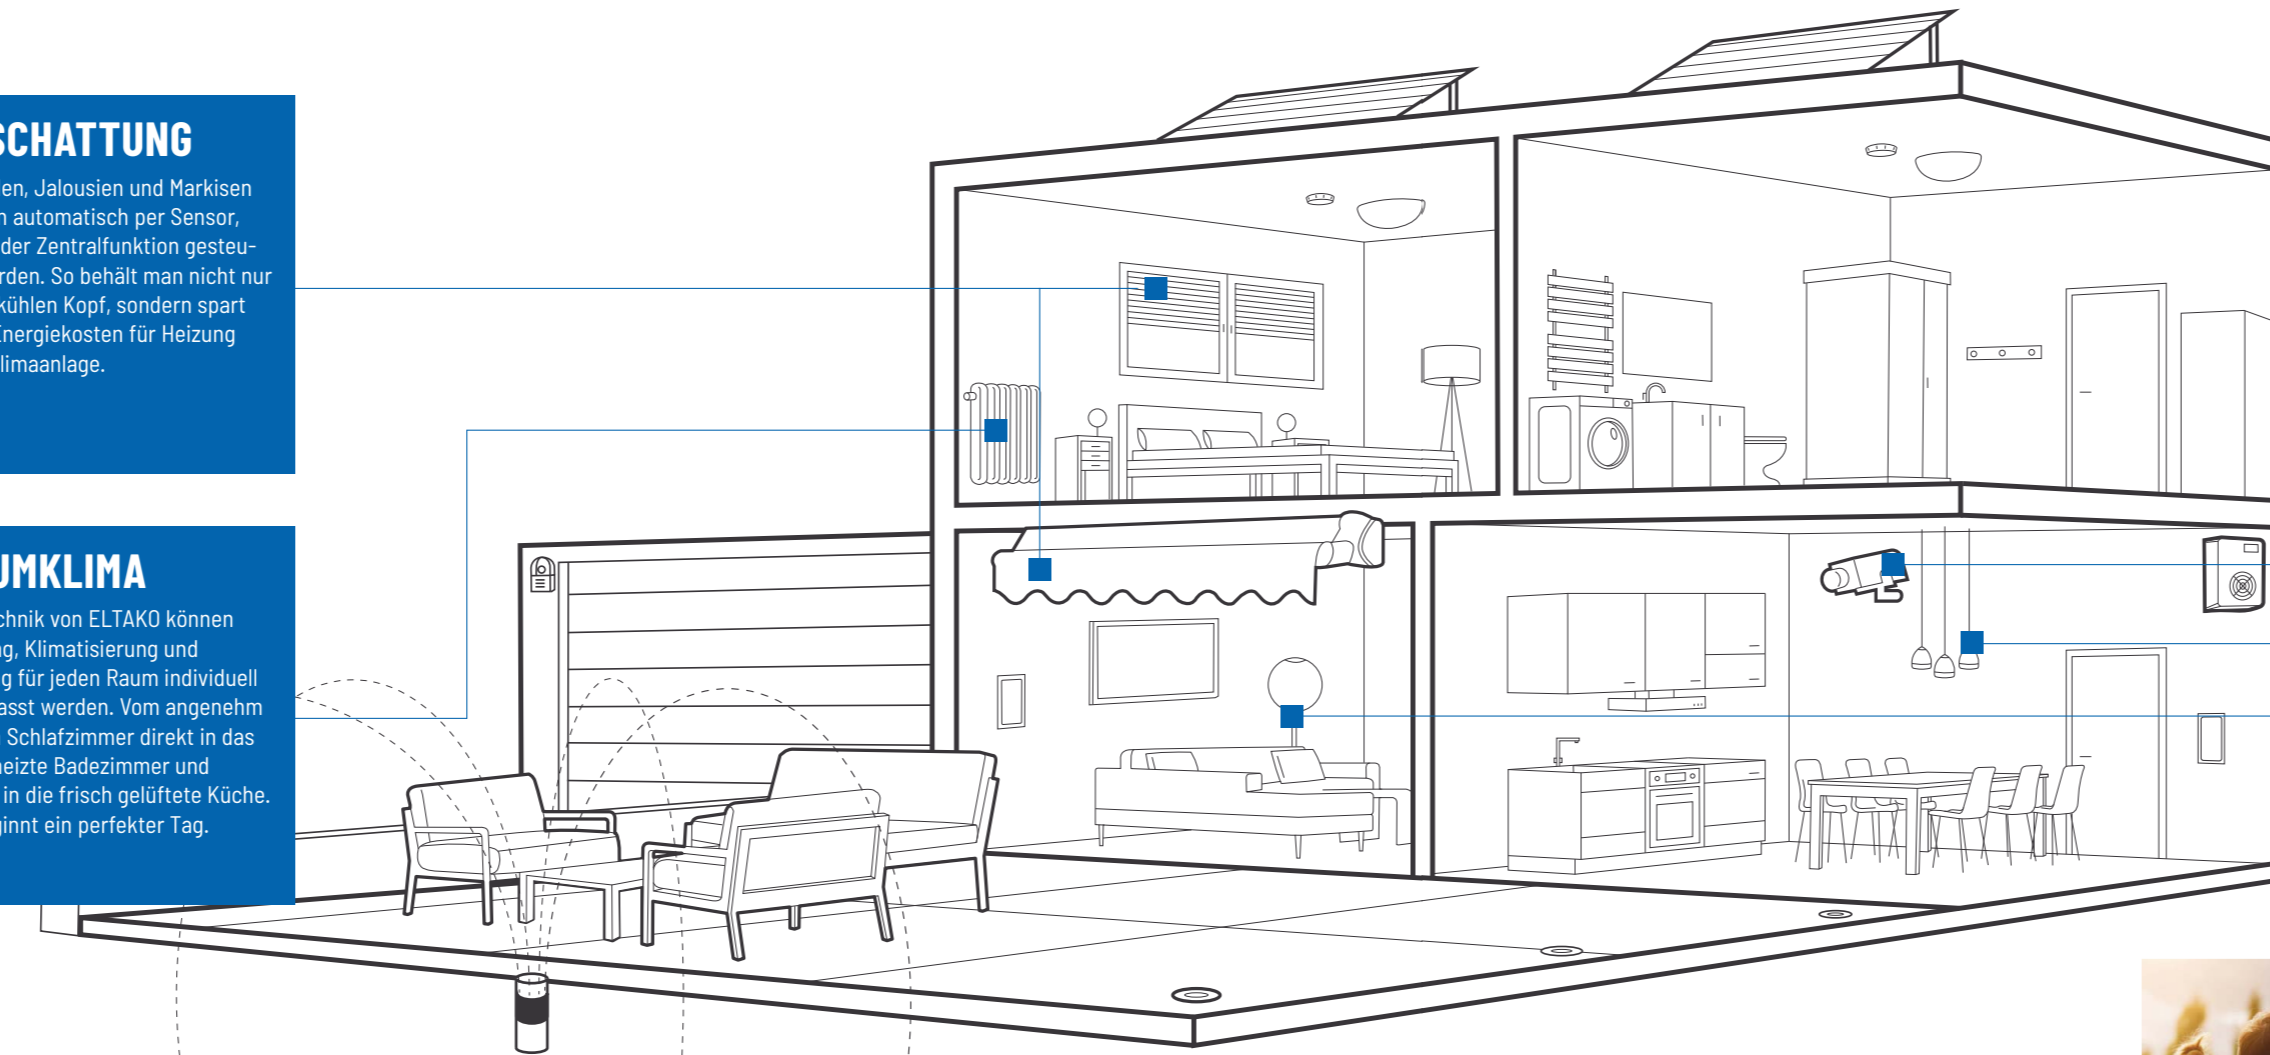 SCHATTUNG
en, Jalousien und Markisen
n automatisch per Sensor,
der Zentralfunktion gesteu-
rden. So behält man nicht nur
kühlen Kopf, sondern spart
Energiekosten für Heizung
limaanlage.
UMKLIMA
chnik von ELTAKO können
ng, Klimatisierung und
g für jeden Raum individuell
asst werden. Vom angenehm
Schlafzimmer direkt in das
heizte Badezimmer und
in die frisch gelüftete Küche.
ginnt ein perfekter Tag.